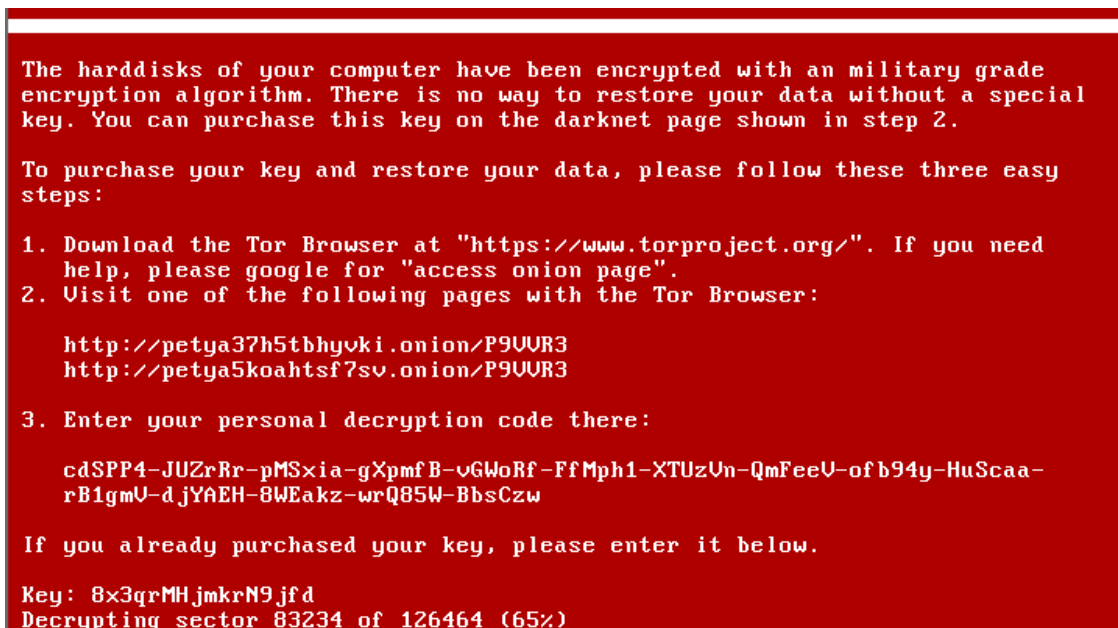 The harddisks of your computer have been encrypted with an military grade
encryption algorithm. There is no way to restore your data without a special
key. You can purchase this key on the darknet page shown in step 2.
To purchase your key and restore your data, please follow these three easy
steps:
1. Download the Tor Browser at "https://www.torproject.org/". If you need
help, please google for "access onion page".
2. Visit one of the following pages with the Tor Browser:
http://petya37h5tbhyvki.onion/P9VVR3
http://petya5koahtsf7sv.onion/P9VVR3
3. Enter your personal decryption code there:
cdSPP4-JUZrRr-pMSxia-gXpmfB-vGWoRf-FfMph1-XTUzVn-QmFeeV-ofb94y-HuScaa-
rB1gmV-djYAEH-8WEakz-wrQ85W-BbsCzw
If you already purchased your key, please enter it below.
Key: 8x3qrMHjmkrN9jfd
Decrypting sector 83234 of 126464 (65%)